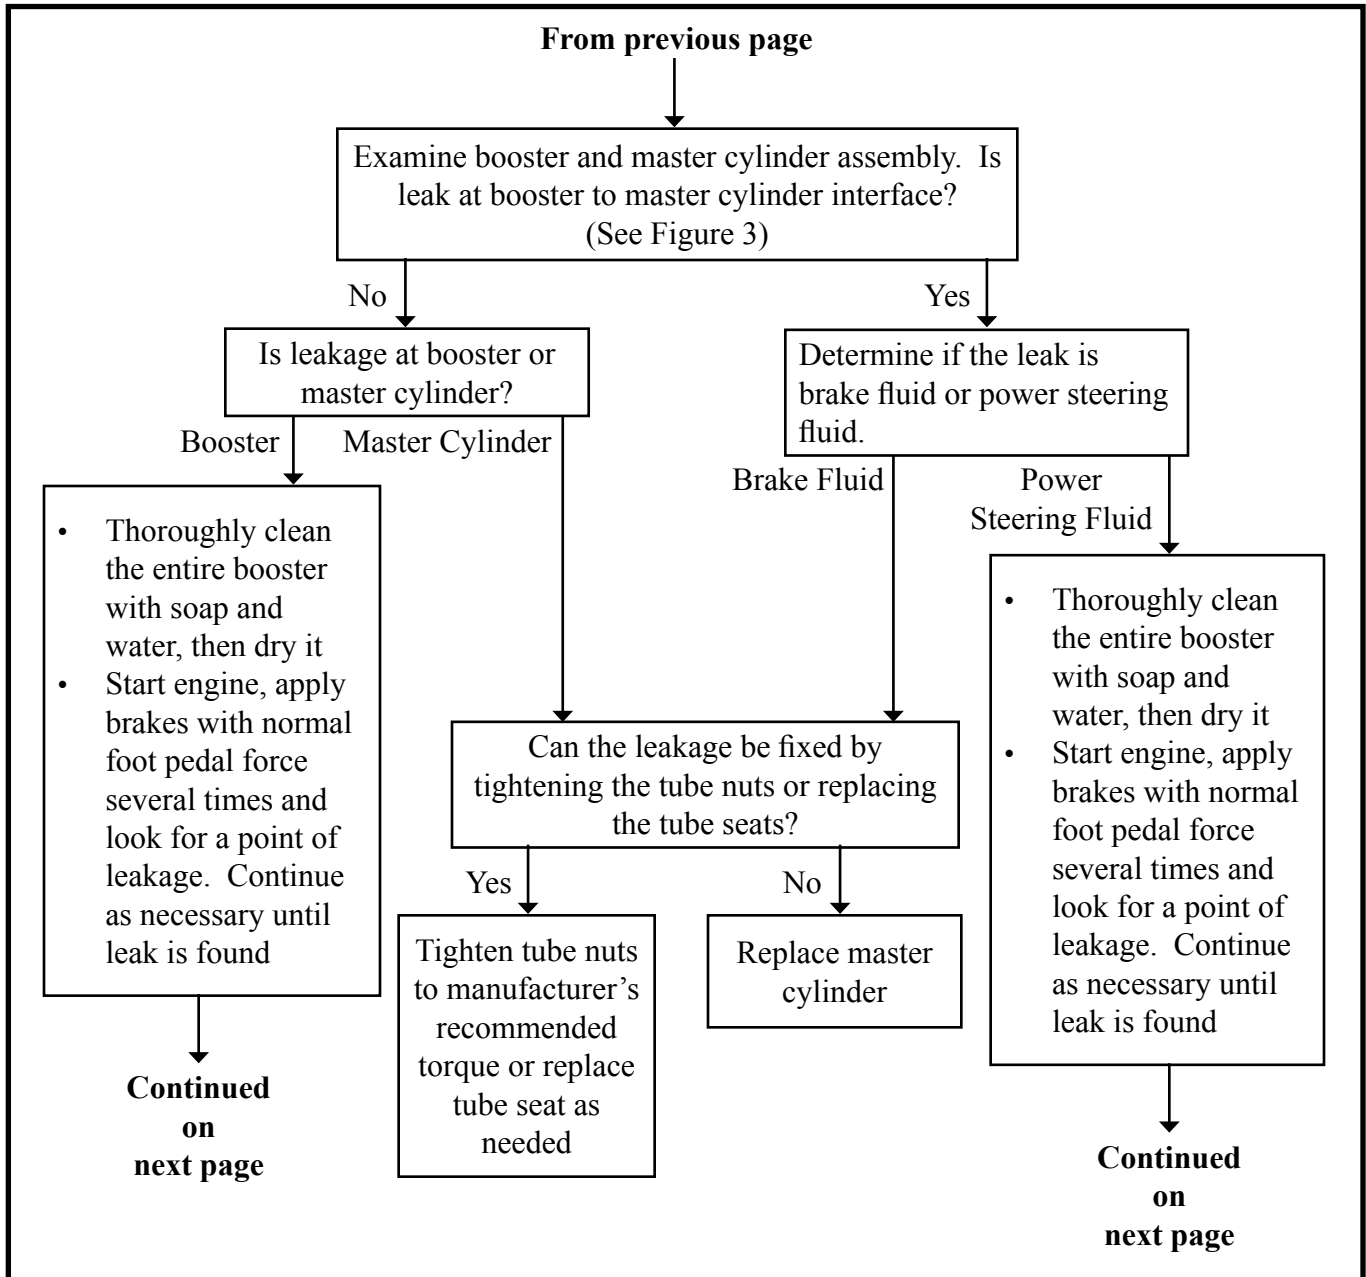 From previous page
Examine booster and master cylinder assembly.  Is
leak at booster to master cylinder interface?
(See Figure 3)
No
Yes
Is leakage at booster or
master cylinder?
Determine if the leak is
brake fluid or power steering
fluid.
Booster
Master Cylinder
Brake Fluid
Power
Steering Fluid
• Thoroughly clean
the entire booster
with soap and
water, then dry it
• Start engine, apply
brakes with normal
foot pedal force
several times and
look for a point of
leakage.  Continue
as necessary until
leak is found
• Thoroughly clean
the entire booster
with soap and
water, then dry it
• Start engine, apply
brakes with normal
foot pedal force
several times and
look for a point of
leakage.  Continue
as necessary until
leak is found
Can the leakage be fixed by
tightening the tube nuts or replacing
the tube seats?
Yes
No
Tighten tube nuts
to manufacturer’s
recommended
torque or replace
tube seat as
needed
Replace master
cylinder
Continued
on
next page
Continued
on
next page